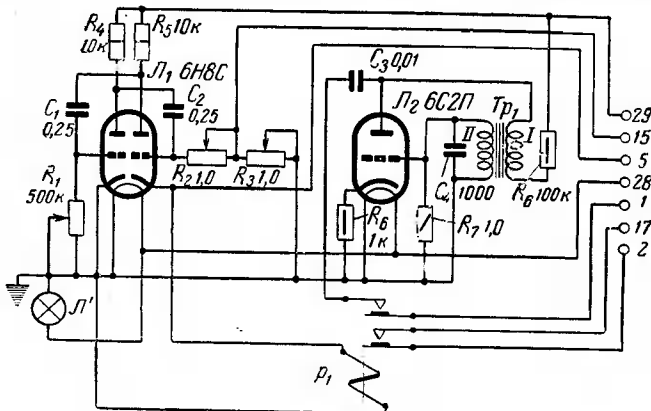 R4
10к
R5 10к
Л1 6Н8С
C1
0,25
C2
0,25
R1
500к
R2 1,0
R3 1,0
C3 0,01
Л2 6С2П
Тр1
II
I
C4 1000
R6
1к
R7 1,0
R6 100к
Л'
P1
29
15
5
28
1
17
2